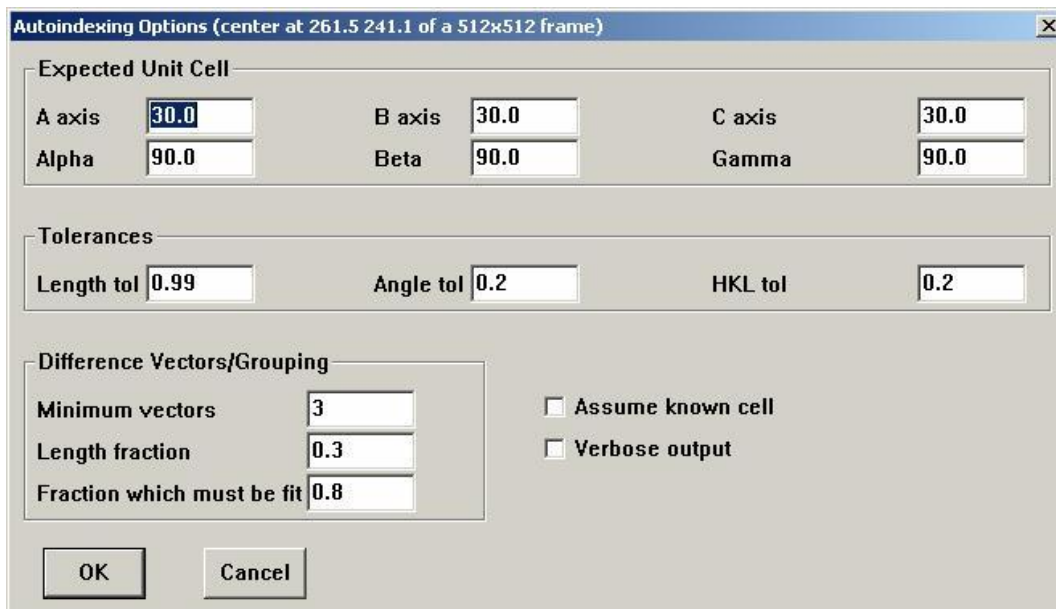 Autoindexing Options (center at 261.5 241.1 of a 512x512 frame)
Expected Unit Cell
A axis 30.0 B axis 30.0 C axis 30.0
Alpha 90.0 Beta 90.0 Gamma 90.0
Tolerances
Length tol 0.99 Angle tol 0.2 HKL tol 0.2
Difference Vectors/Grouping
Minimum vectors 3
Length fraction 0.3
Fraction which must be fit 0.8
Assume known cell
Verbose output
OK Cancel